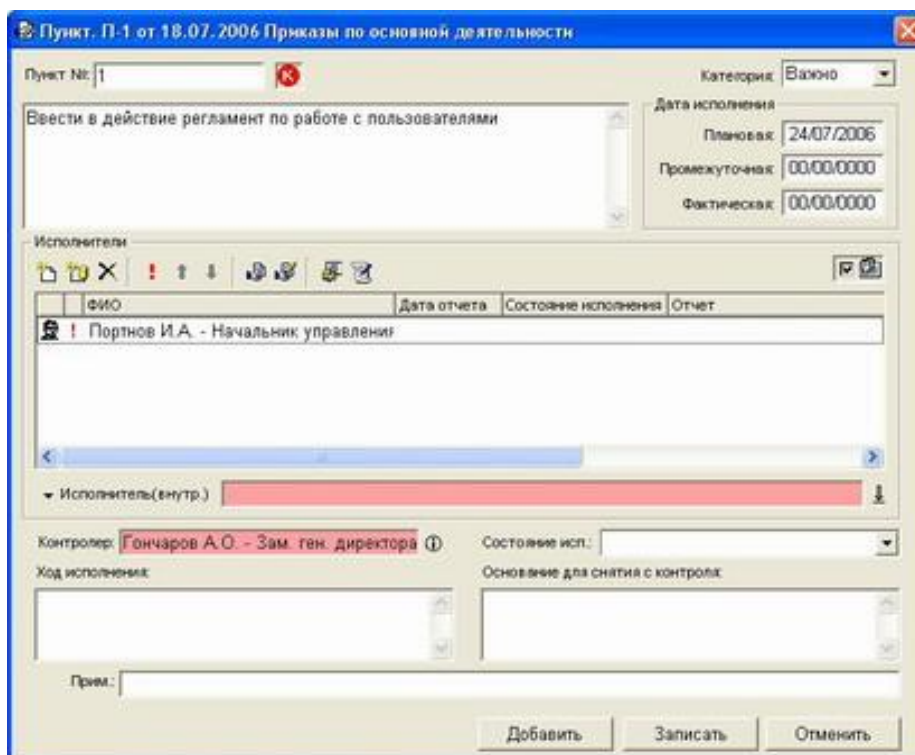 Пункт. П-1 от 18.07.2006 Приказы по основной деятельности
Пункт №: 1 К Категория: Важно
Ввести в действие регламент по работе с пользователями
Дата исполнения
Плановая: 24/07/2006
Промежуточная: 00/00/0000
Фактическая: 00/00/0000
Исполнители
ФИО Дата отчета Состояние исполнения Отчет
! Портнов И.А. - Начальник управления
Исполнитель(внутр.)
Контролер: Гончаров А.О. - Зам. ген. директора Состояние исп.:
Ход исполнения: Основание для снятия с контроля:
Прим.:
Добавить Записать Отменить